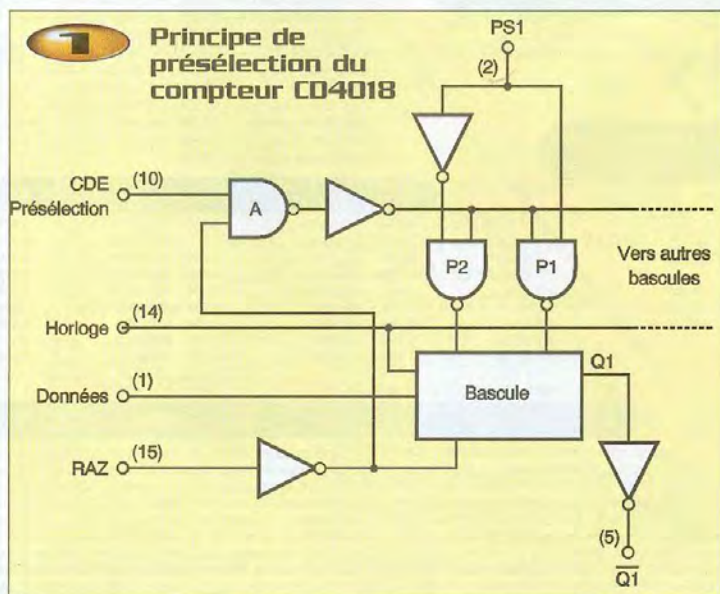 1
Principe de
présélection du
compteur CD4018
PS1
(2)
CDE
Présélection
(10)
A
P2
P1
Vers autres
bascules
Horloge
(14)
Données
(1)
Bascule
Q1
RAZ
(15)
(5)
Q1